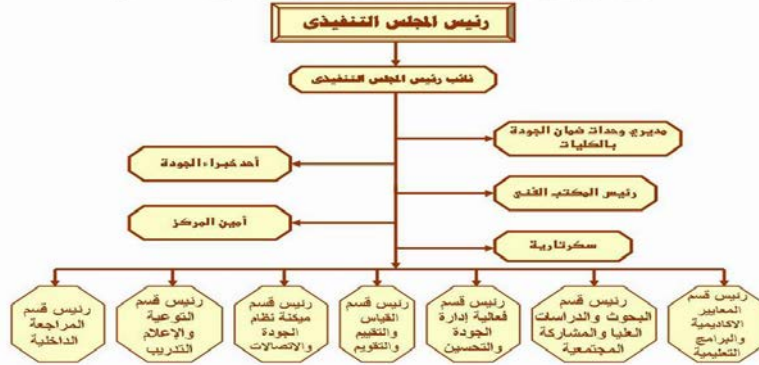 رئيس المجلس التنفيذى
نائب رئيس المجلس التنفيذى
مديري وحدات ضمان الجودة
بالكليات
أحد خبراء الجودة
رئيس المكتب الفني
أمين المركز
سكرتارية
رئيس قسم
المعايير
الاكاديمية
والبرامج
التعليمية
رئيس قسم
البحوث والدراسات
العليا والمشاركة
المجتمعية
رئيس قسم
فعالية إدارة
الجودة
والتحسين
رئيس قسم
القياس
والتقييم
والتقويم
رئيس قسم
ميكنة نظام
الجودة
والاتصالات
رئيس قسم
التوعية
والإعلام
التدريب
رئيس قسم
المراجعة
الداخلية